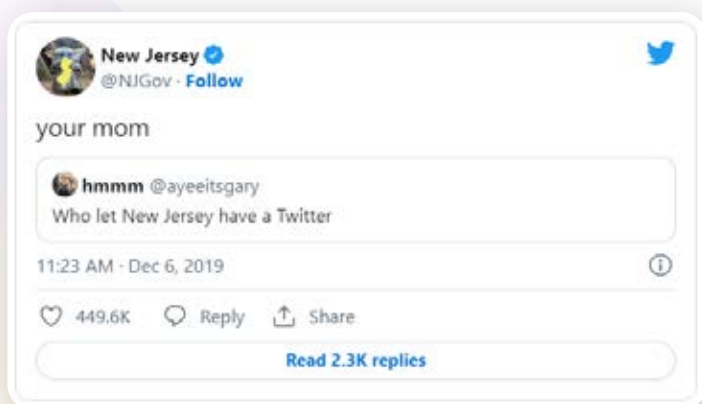 New Jersey
@NJGov · Follow
your mom
hmmm @ayeeitsgary
Who let New Jersey have a Twitter
11:23 AM · Dec 6, 2019
449.6K Reply Share
Read 2.3K replies